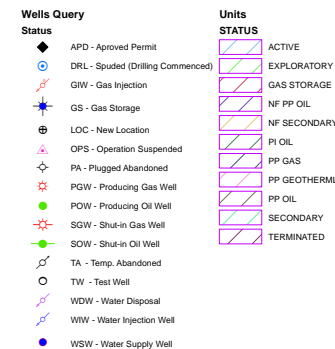 Wells Query
Status
APD - Aproved Permit
DRL - Spuded (Drilling Commenced)
GIW - Gas Injection
GS - Gas Storage
LOC - New Location
OPS - Operation Suspended
PA - Plugged Abandoned
PGW - Producing Gas Well
POW - Producing Oil Well
SGW - Shut-in Gas Well
SOW - Shut-in Oil Well
TA - Temp. Abandoned
TW - Test Well
WDW - Water Disposal
WIW - Water Injection Well
WSW - Water Supply Well
Units
STATUS
ACTIVE
EXPLORATORY
GAS STORAGE
NF PP OIL
NF SECONDARY
PI OIL
PP GAS
PP GEOTHERML
PP OIL
SECONDARY
TERMINATED